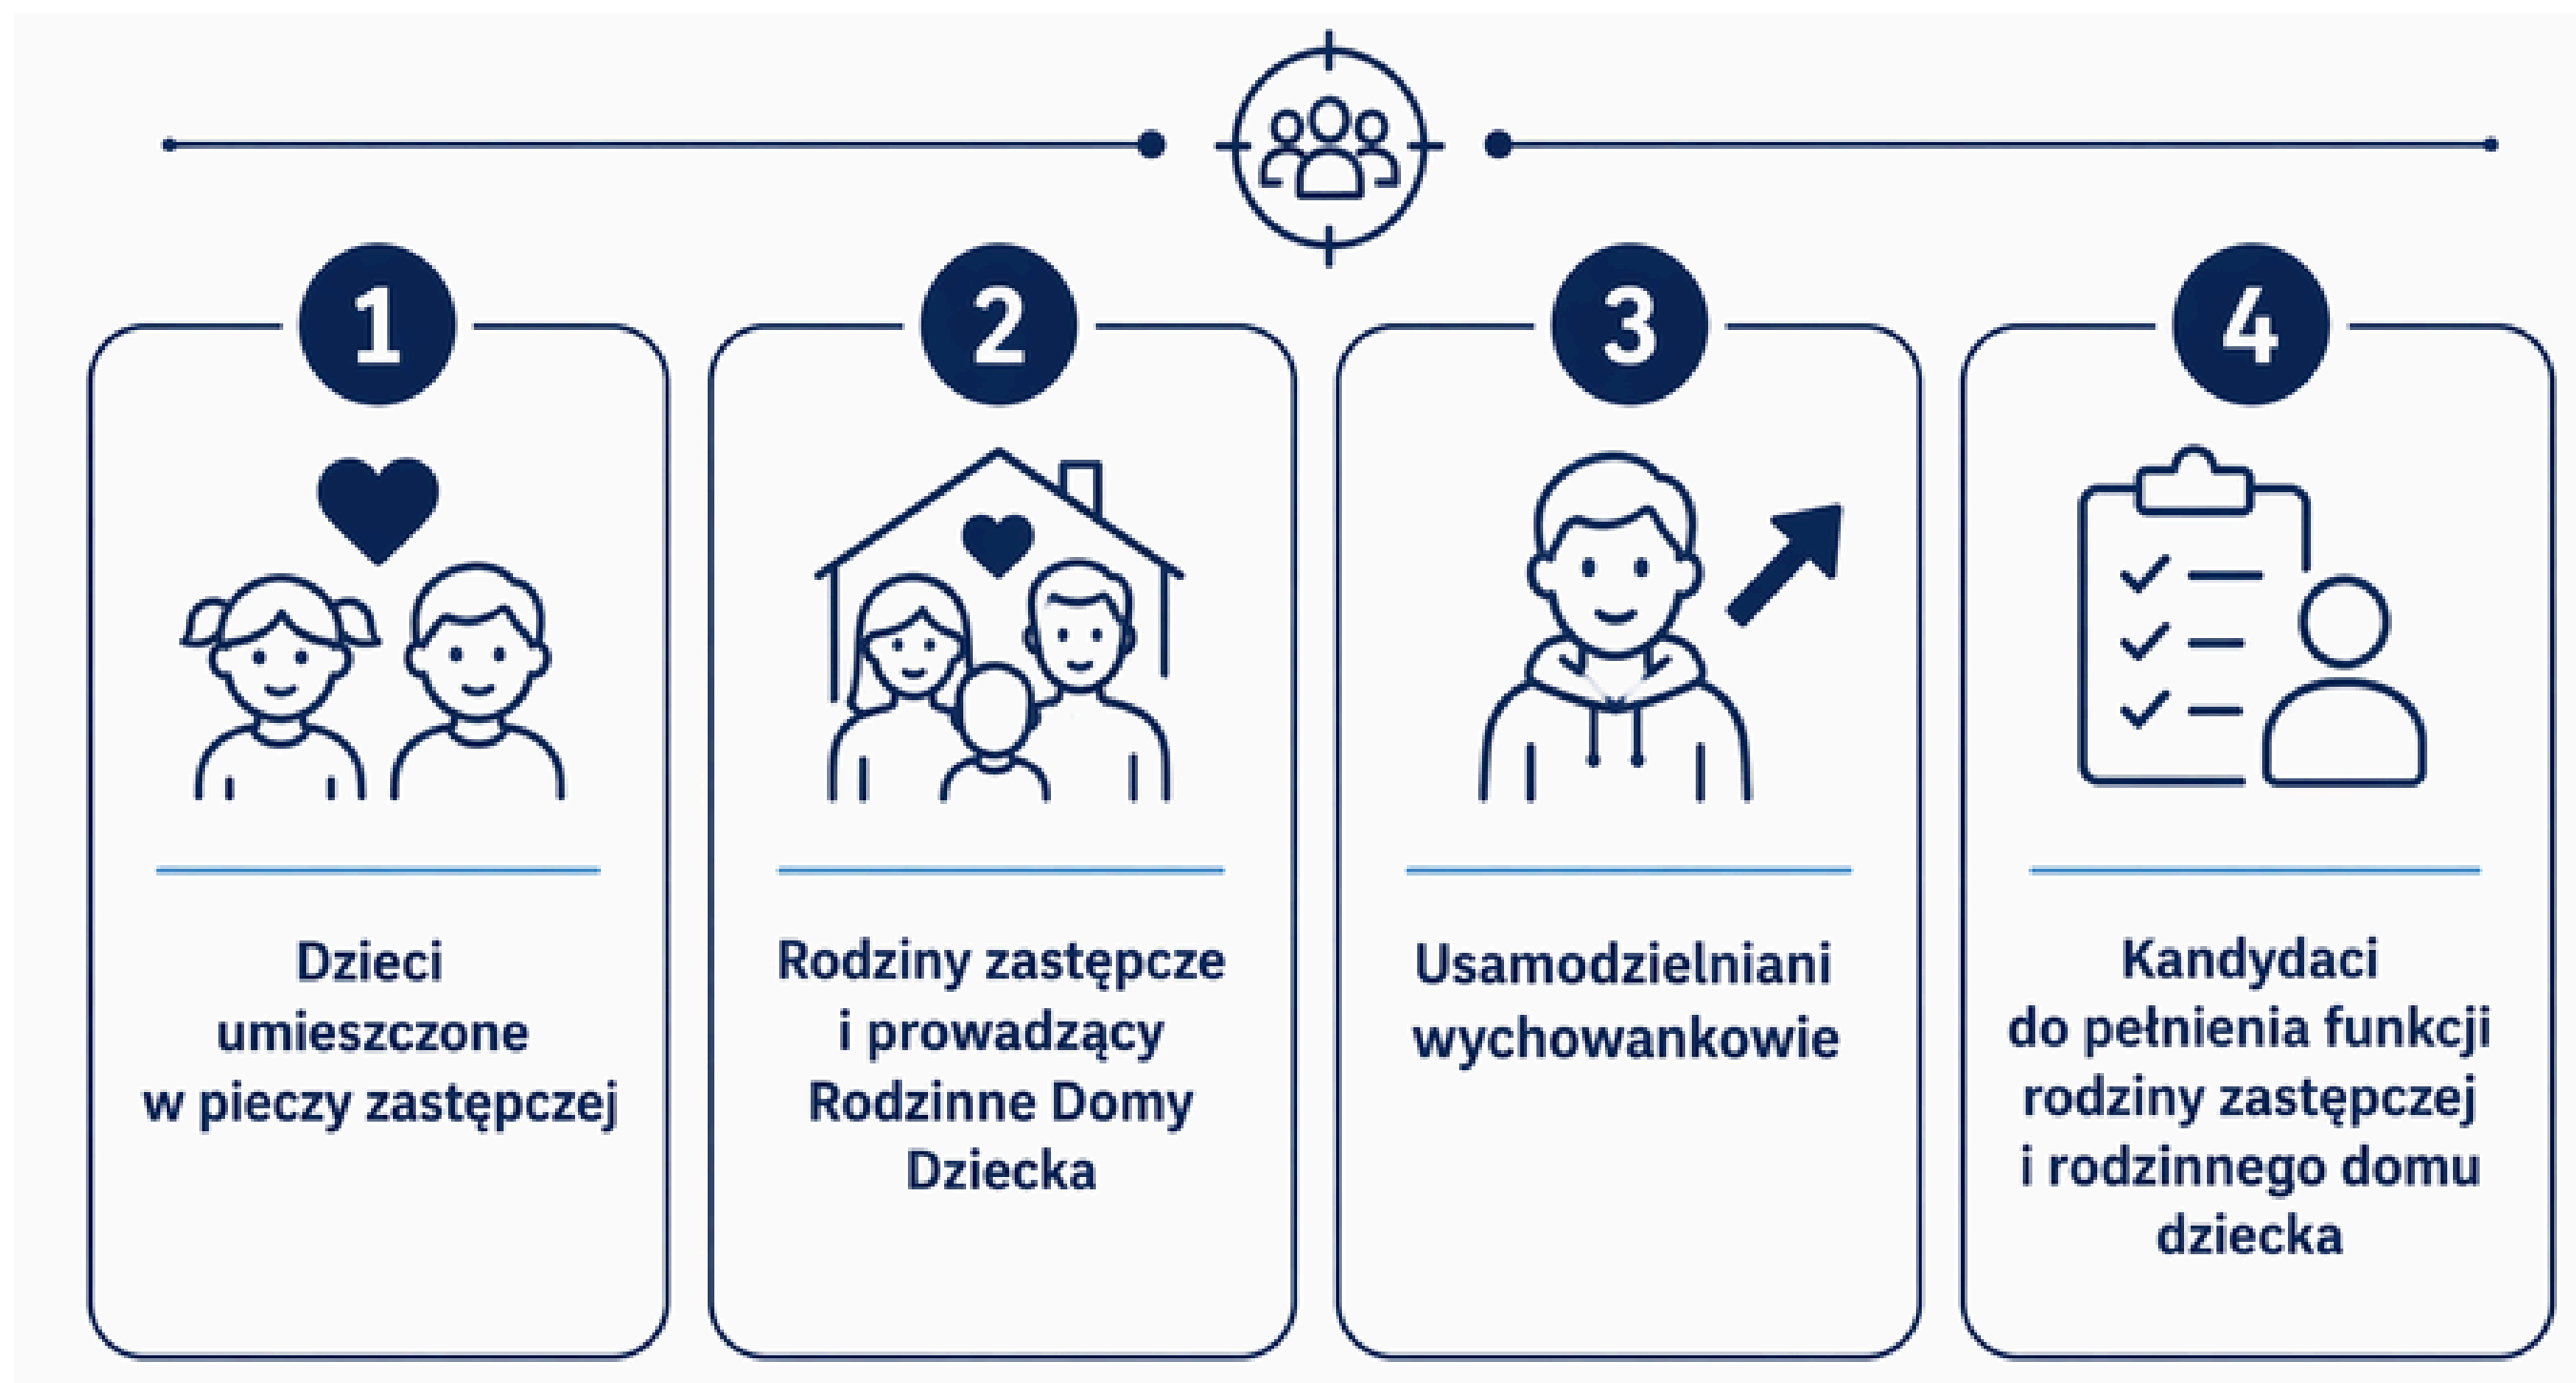 1
Dzieci
umieszczone
w pieczy zastępczej
2
Rodziny zastępcze
i prowadzący
Rodzinne Domy
Dziecka
3
Usamodzielniani
wychowankowie
4
Kandydaci
do pełnienia funkcji
rodziny zastępczej
i rodzinnego domu
dziecka